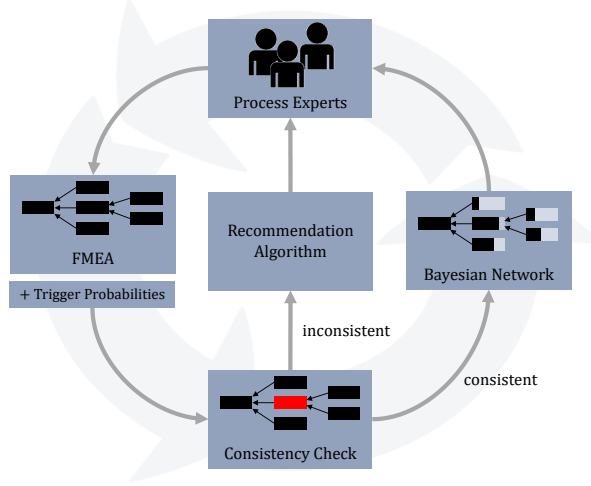 Process Experts
FMEA
+ Trigger Probabilities
Recommendation
Algorithm
Bayesian Network
inconsistent
consistent
Consistency Check